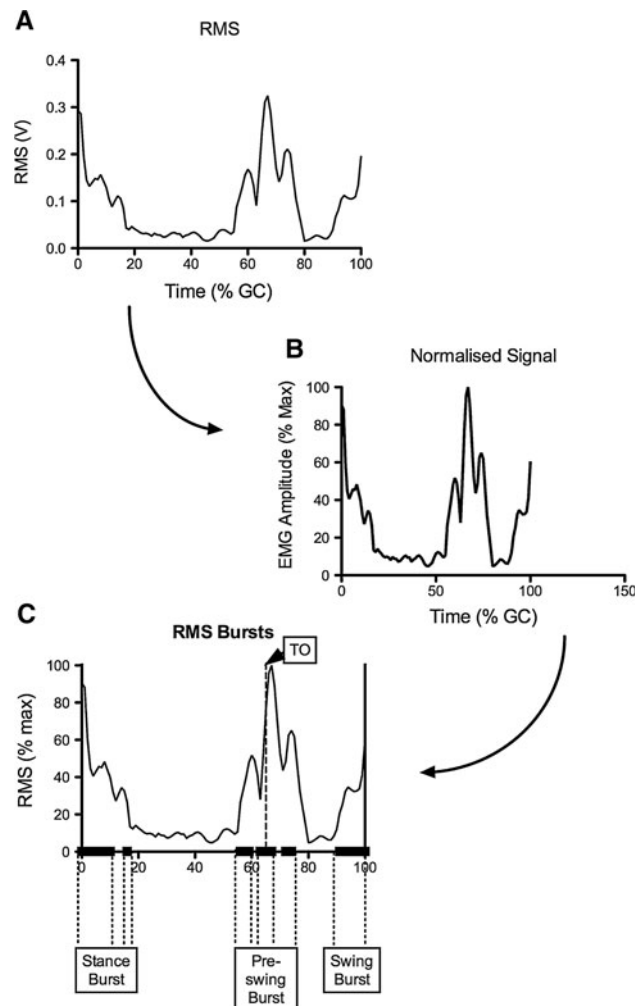 A
RMS
RMS (V)
0.4
0.3
0.2
0.1
0.0
0 20 40 60 80 100
Time (% GC)
B
Normalised Signal
EMG Amplitude (% Max)
100
80
60
40
20
0
0 50 100 150
Time (% GC)
C
RMS Bursts
TO
RMS (% max)
100
80
60
40
20
0
0 20 40 60 80 100
Stance
Burst
Pre-
swing
Burst
Swing
Burst